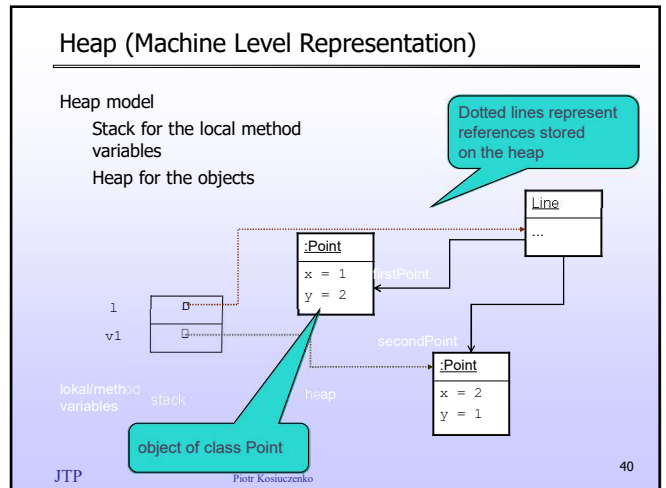 Heap (Machine Level Representation)
Heap model
Stack for the local method
variables
Heap for the objects
Dotted lines represent
references stored
on the heap
Line
...
:Point
x = 1
y = 2
firstPoint
l
v1
secondPoint
:Point
x = 2
y = 1
lokal/method
variables
stack
heap
object of class Point
JTP
Piotr Kosiuczenko
40